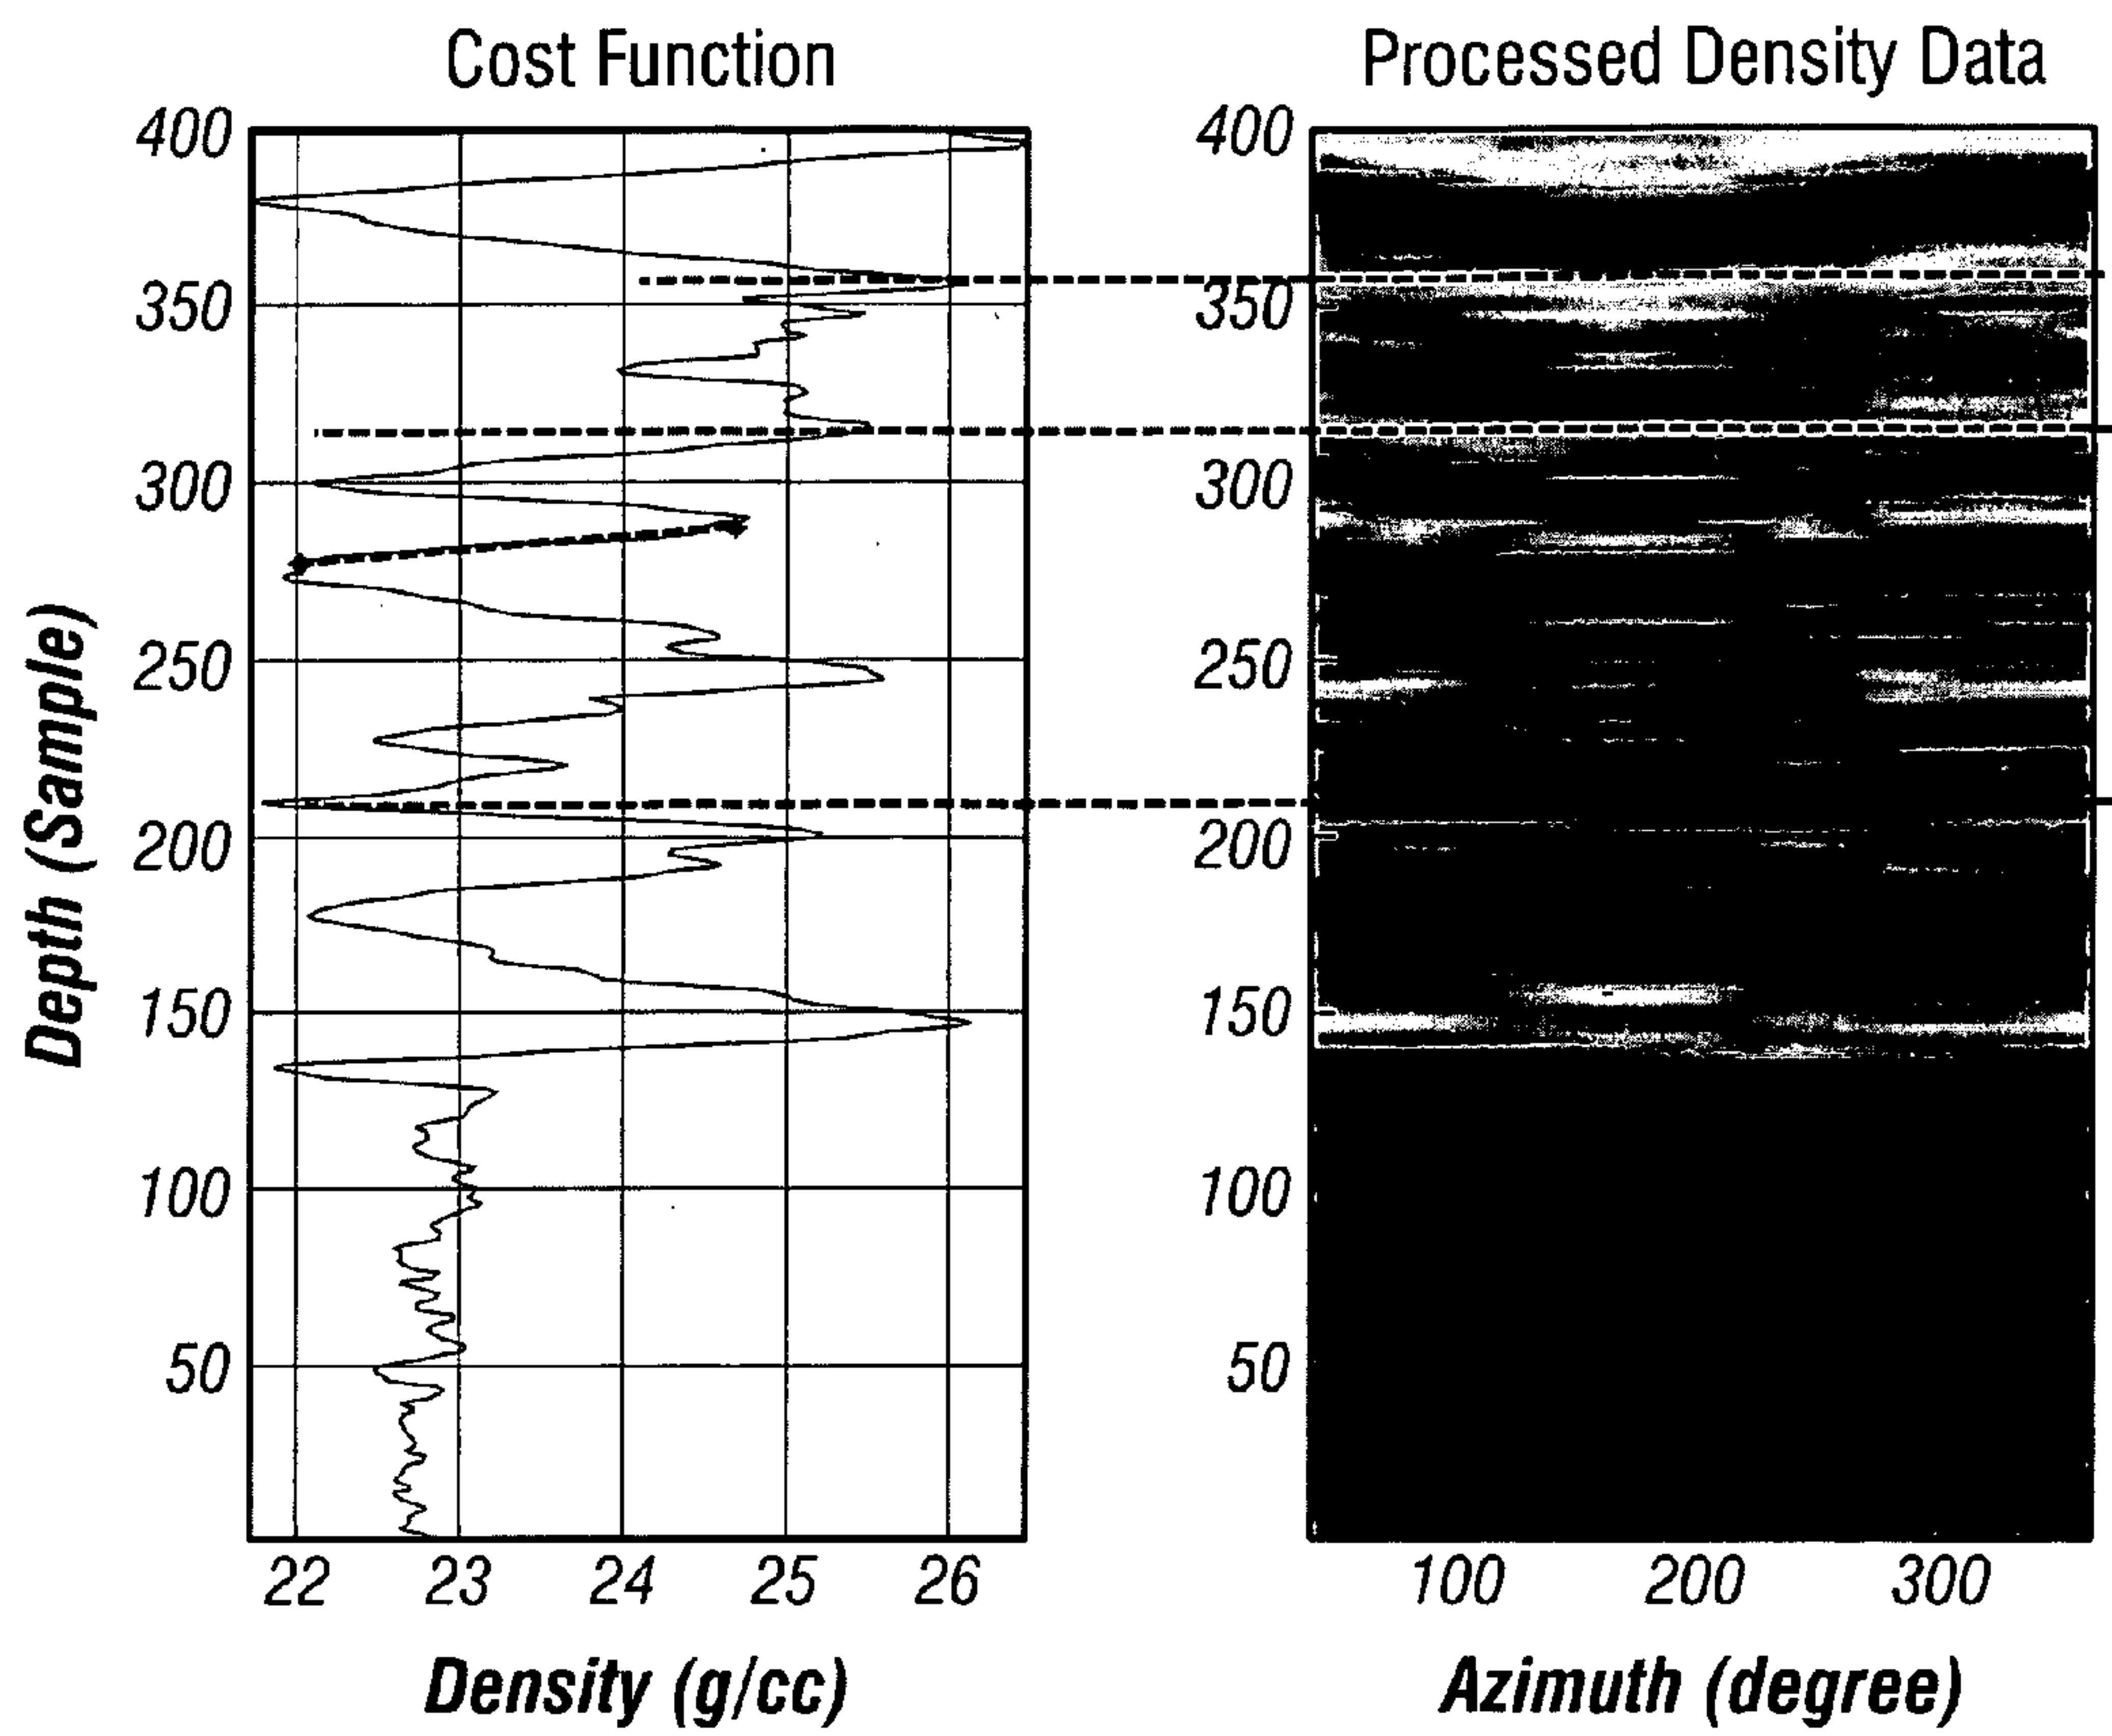 Cost Function
Processed Density Data
Depth (Sample)
400
350
300
250
200
150
100
50
22 23 24 25 26
Density (g/cc)
400
350
300
250
200
150
100
50
100 200 300
Azimuth (degree)